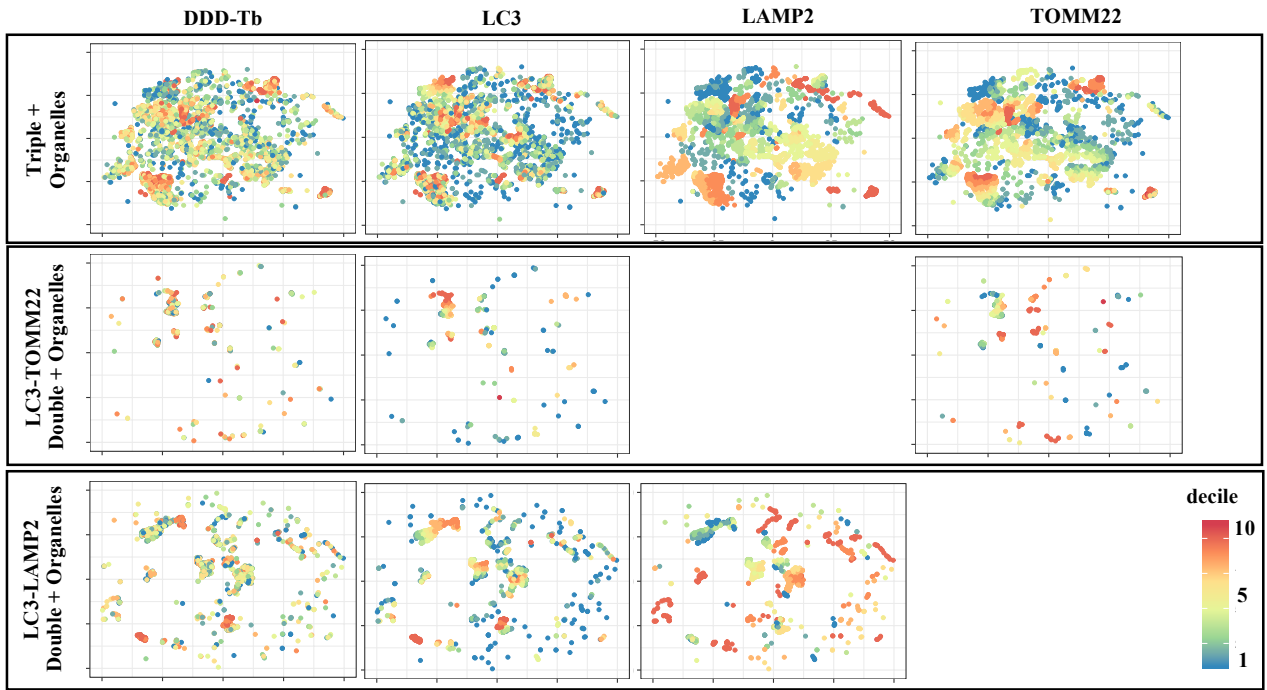 DDD-Tb LC3 LAMP2 TOMM22
Triple +
Organelles
LC3-TOMM22
Double + Organelles
LC3-LAMP2
Double + Organelles
decile
10
5
1